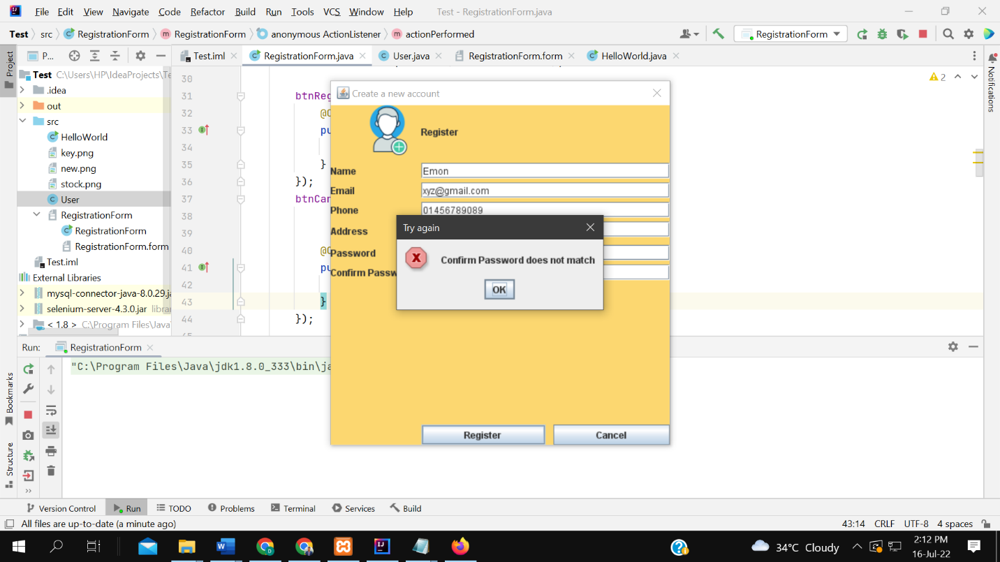 File Edit View Navigate Code Refactor Build Run Tools VCS Window Help Test - RegistrationForm.java
Test src RegistrationForm RegistrationForm anonymous ActionListener actionPerformed RegistrationForm
Project P... Test.iml RegistrationForm.java User.java RegistrationForm.form HelloWorld.java Notifications
Test C:\Users\HP\IdeaProjects\Te
.idea
out
src
HelloWorld
key.png
new.png
stock.png
User
RegistrationForm
RegistrationForm
RegistrationForm.form
Test.iml
External Libraries
mysql-connector-java-8.0.29.ja
selenium-server-4.3.0.jar libra
< 1.8 > C:\Program Files\Java
2
30
31 btnReg
32 @O
33 pu
34
35 }
36 });
37 btnCan
38
39
40 @O
41 pu
42
43 }
44 });
45
Create a new account
Register
Name Emon
Email xyz@gmail.com
Phone 01456789089
Address
Password
Confirm Passw
Try again
Confirm Password does not match
OK
Register Cancel
Run: RegistrationForm
"C:\Program Files\Java\jdk1.8.0_333\bin\ja
Bookmarks
Structure
Version Control Run TODO Problems Terminal Services Build
All files are up-to-date (a minute ago) 43:14 CRLF UTF-8 4 spaces
34°C Cloudy 2:12 PM
16-Jul-22